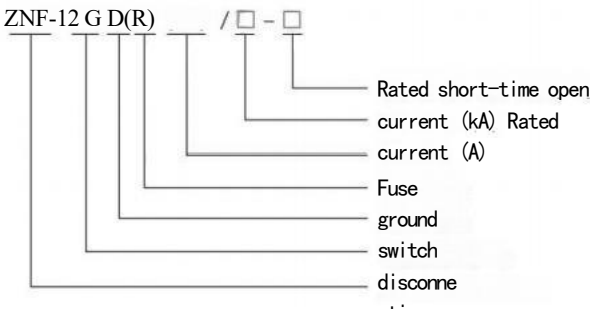 ZNF-12 G D(R) / □ - □
Rated short-time open
current (kA) Rated
current (A)
Fuse
ground
switch
disconne